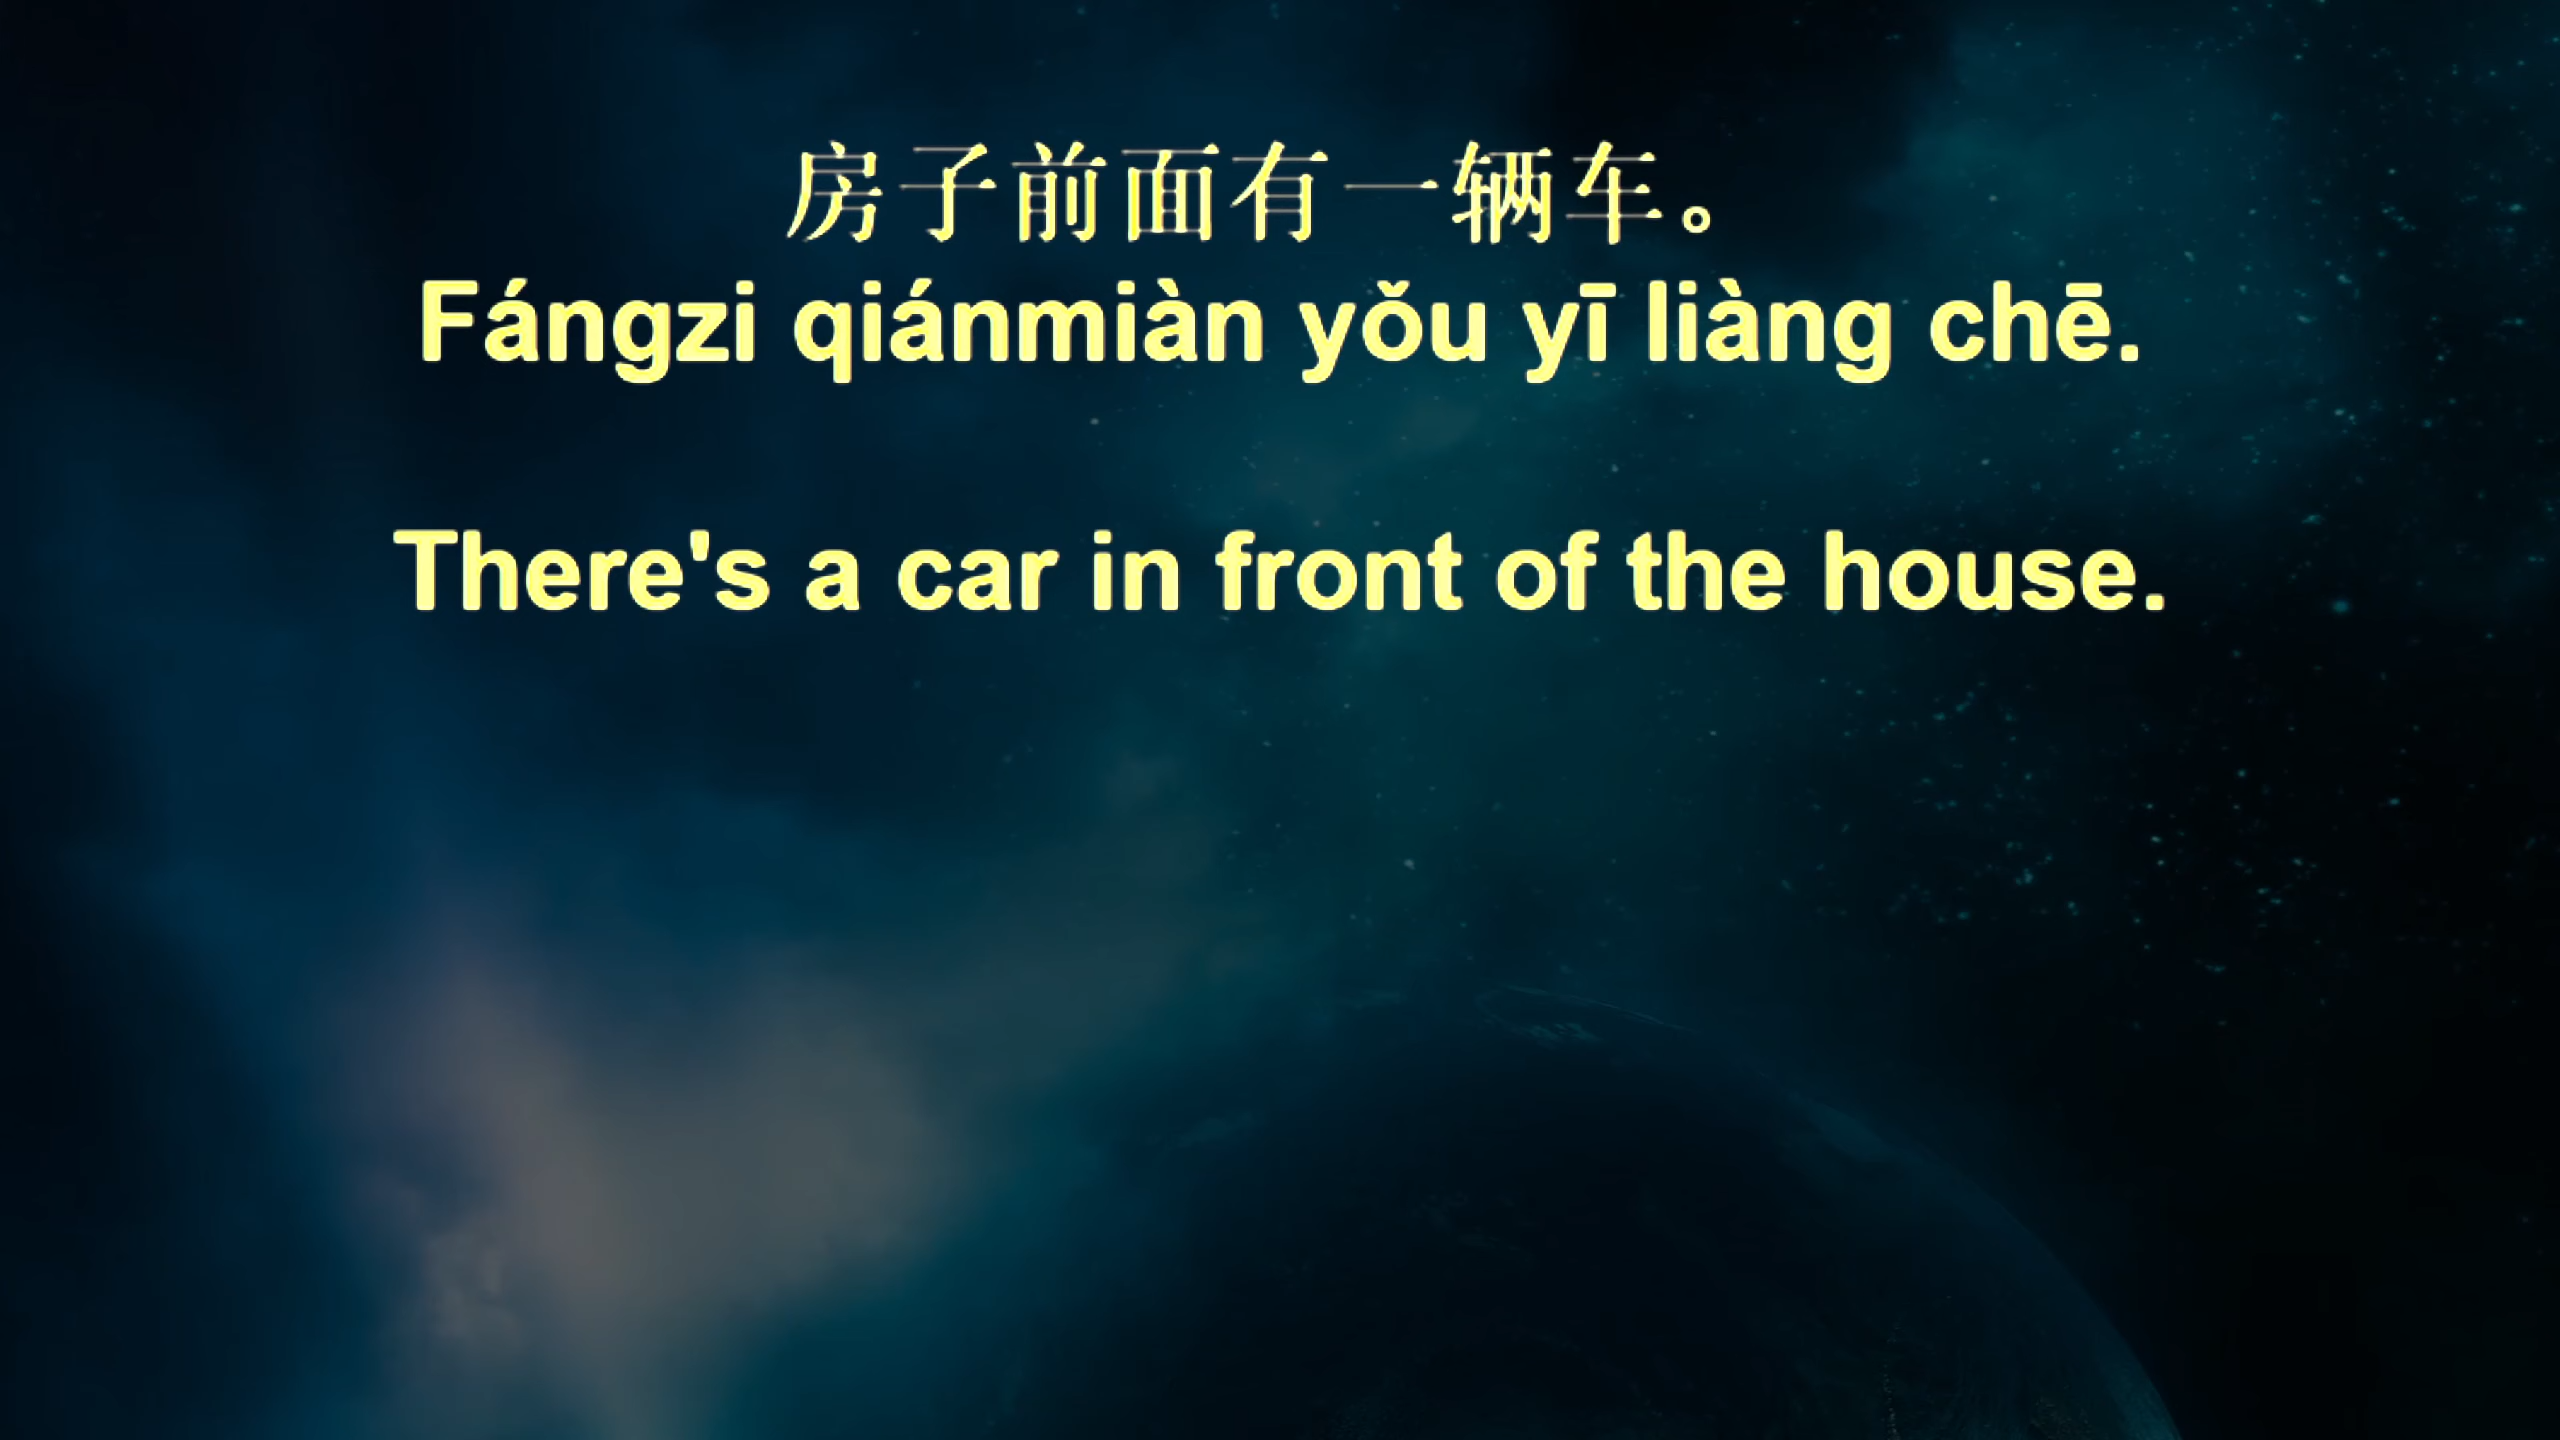 房子前面有一辆车。
Fángzi qiánmiàn yǒu yī liàng chē.
There's a car in front of the house.